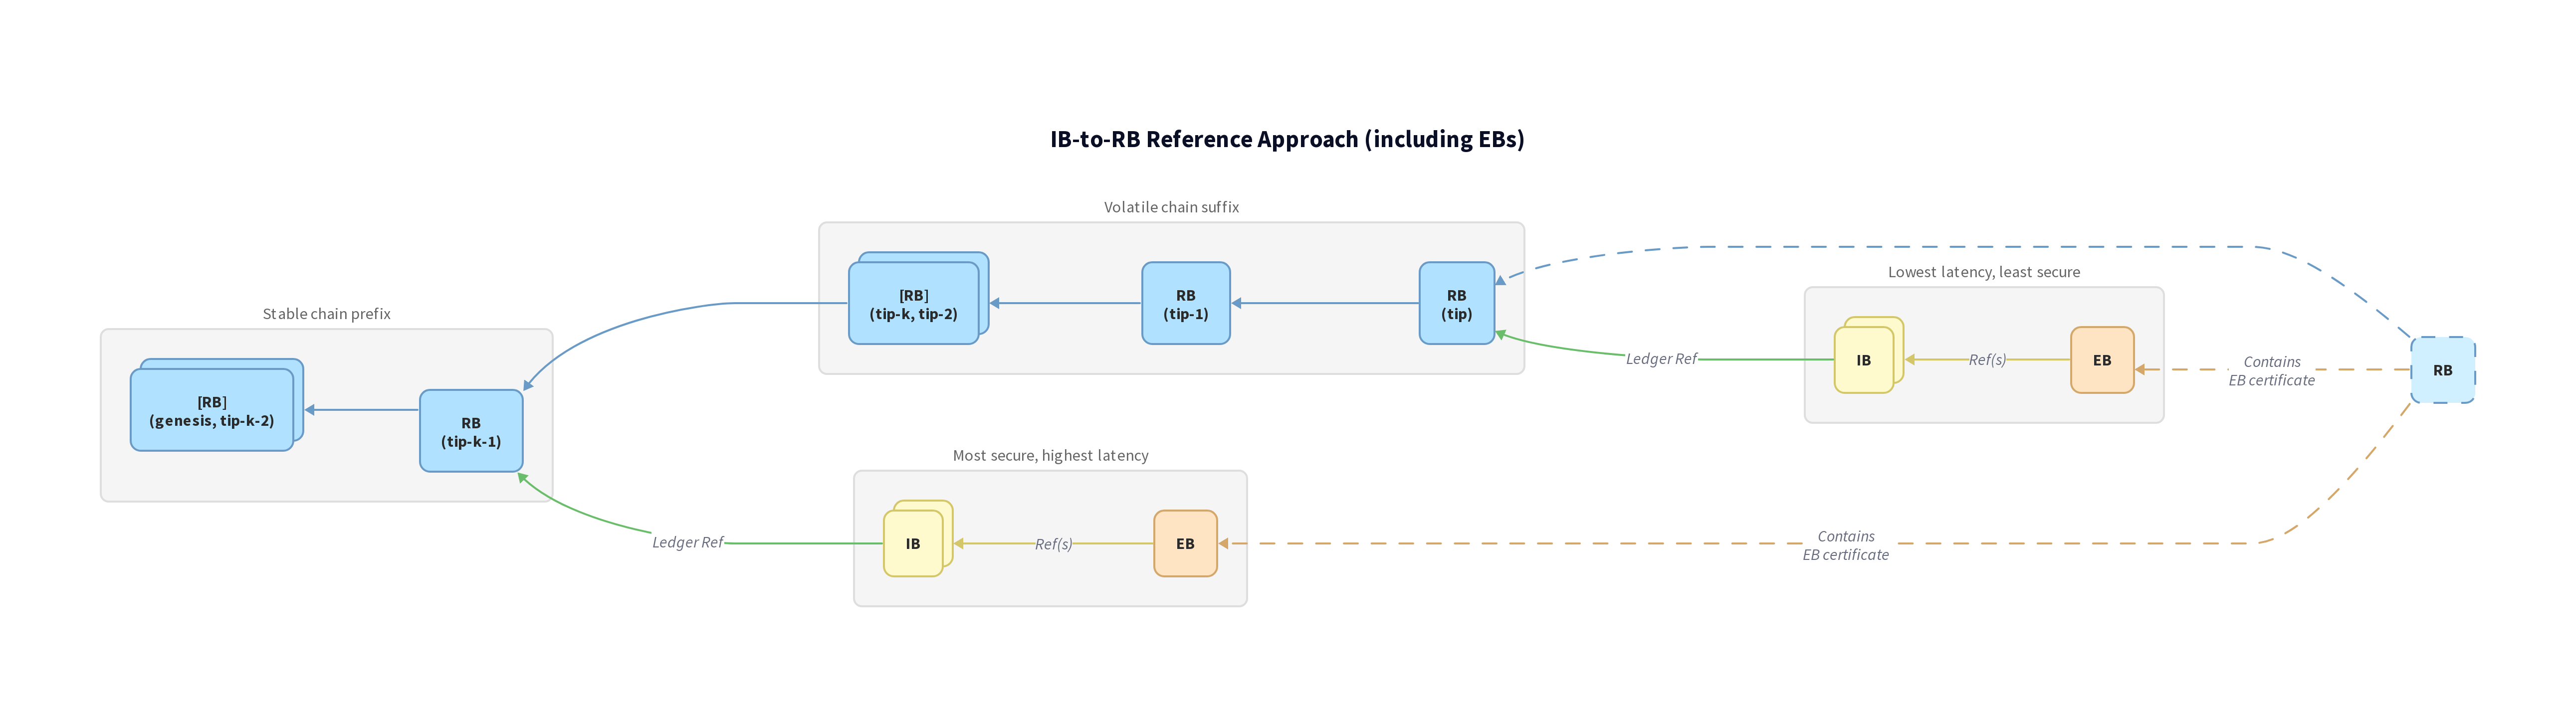 IB-to-RB Reference Approach (including EBs)
Volatile chain suffix
[RB]
(tip-k, tip-2)
RB
(tip-1)
RB
(tip)
Stable chain prefix
[RB]
(genesis, tip-k-2)
RB
(tip-k-1)
Lowest latency, least secure
Ledger Ref
IB
Ref(s)
EB
Contains
EB certificate
RB
Most secure, highest latency
Ledger Ref
IB
Ref(s)
EB
Contains
EB certificate